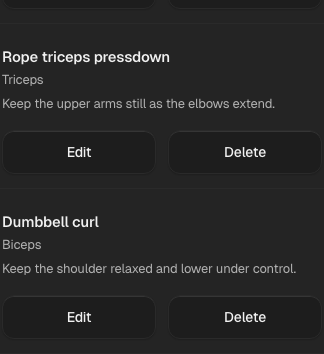 Rope triceps pressdown
Triceps
Keep the upper arms still as the elbows extend.
Edit Delete
Dumbbell curl
Biceps
Keep the shoulder relaxed and lower under control.
Edit Delete